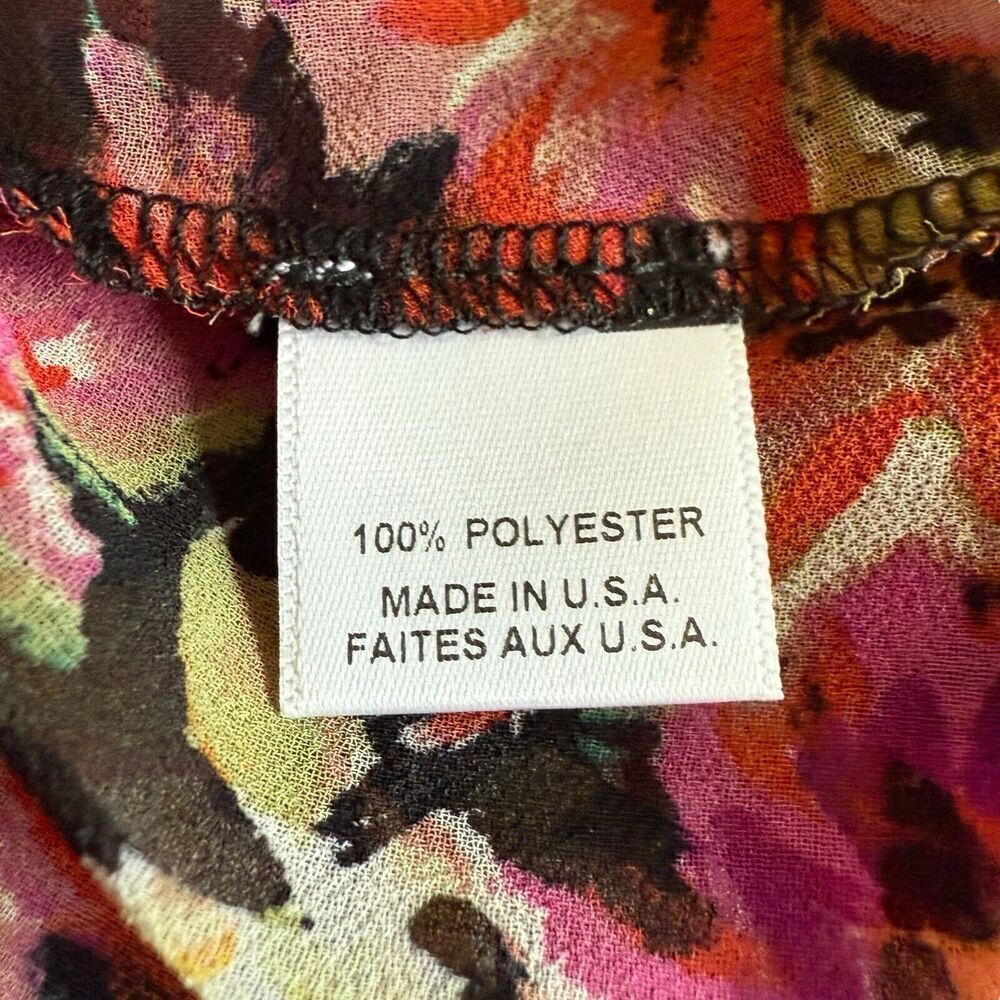 100% POLYESTER
MADE IN U.S.A.
FAITES AUX U.S.A.